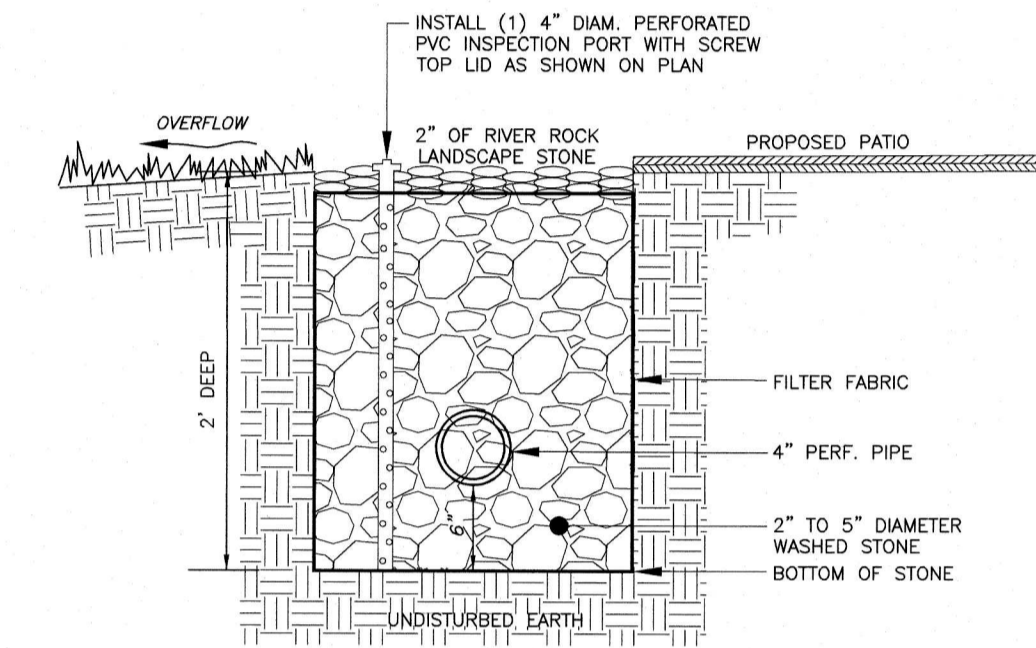 INSTALL (1) 4" DIAM. PERFORATED
PVC INSPECTION PORT WITH SCREW
TOP LID AS SHOWN ON PLAN
OVERFLOW
2" OF RIVER ROCK
LANDSCAPE STONE
PROPOSED PATIO
2' DEEP
FILTER FABRIC
4" PERF. PIPE
6"
2" TO 5" DIAMETER
WASHED STONE
BOTTOM OF STONE
UNDISTURBED EARTH